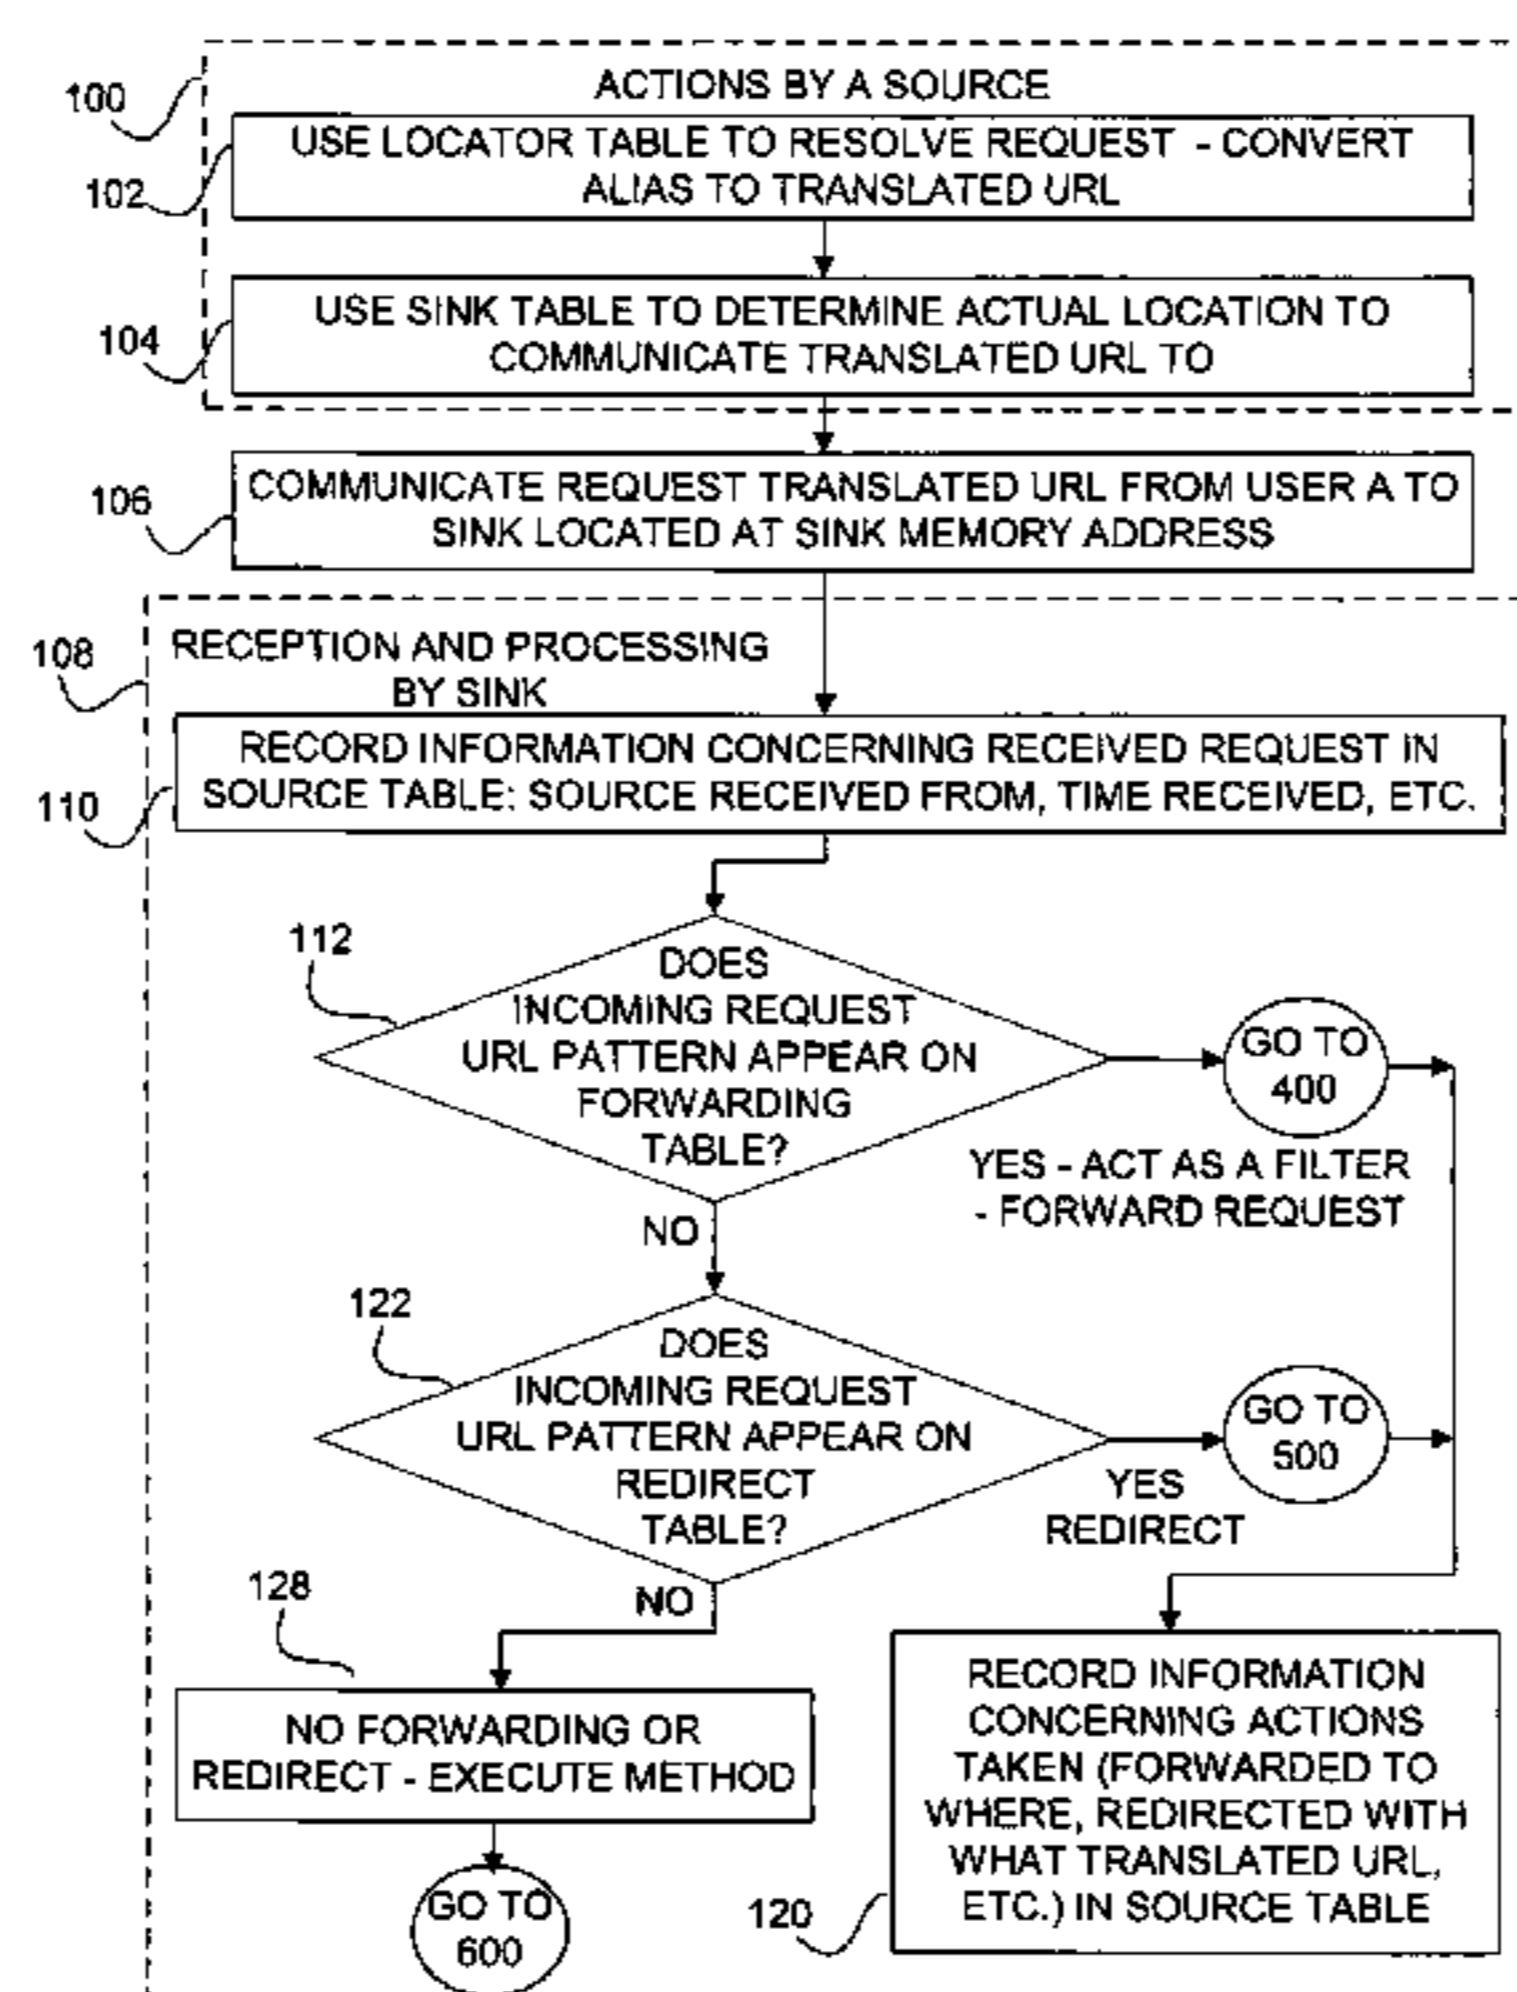 100
ACTIONS BY A SOURCE
102
USE LOCATOR TABLE TO RESOLVE REQUEST - CONVERT
ALIAS TO TRANSLATED URL
104
USE SINK TABLE TO DETERMINE ACTUAL LOCATION TO
COMMUNICATE TRANSLATED URL TO
106
COMMUNICATE REQUEST TRANSLATED URL FROM USER A TO
SINK LOCATED AT SINK MEMORY ADDRESS
108
RECEPTION AND PROCESSING
BY SINK
110
RECORD INFORMATION CONCERNING RECEIVED REQUEST IN
SOURCE TABLE: SOURCE RECEIVED FROM, TIME RECEIVED, ETC.
112
DOES
INCOMING REQUEST
URL PATTERN APPEAR ON
FORWARDING
TABLE?
GO TO
400
YES - ACT AS A FILTER
- FORWARD REQUEST
NO
122
DOES
INCOMING REQUEST
URL PATTERN APPEAR ON
REDIRECT
TABLE?
GO TO
500
YES
REDIRECT
NO
128
NO FORWARDING OR
REDIRECT - EXECUTE METHOD
GO TO
600
120
RECORD INFORMATION
CONCERNING ACTIONS
TAKEN (FORWARDED TO
WHERE, REDIRECTED WITH
WHAT TRANSLATED URL,
ETC.) IN SOURCE TABLE